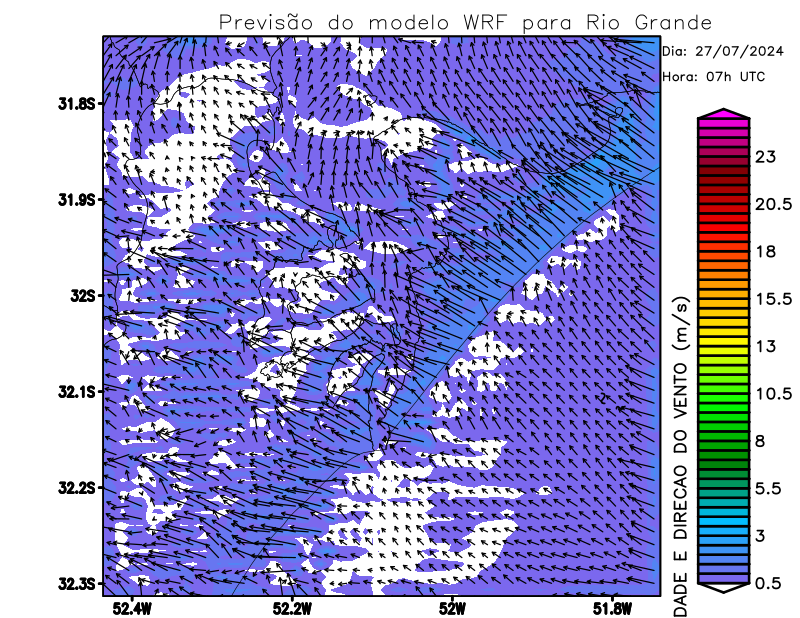 Previsão do modelo WRF para Rio Grande
Dia: 27/07/2024
Hora: 07h UTC
31.8S
31.9S
32S
32.1S
32.2S
32.3S
52.4W
52.2W
52W
51.8W
23
20.5
18
15.5
13
10.5
8
5.5
3
0.5
DADE E DIRECAO DO VENTO (m/s)